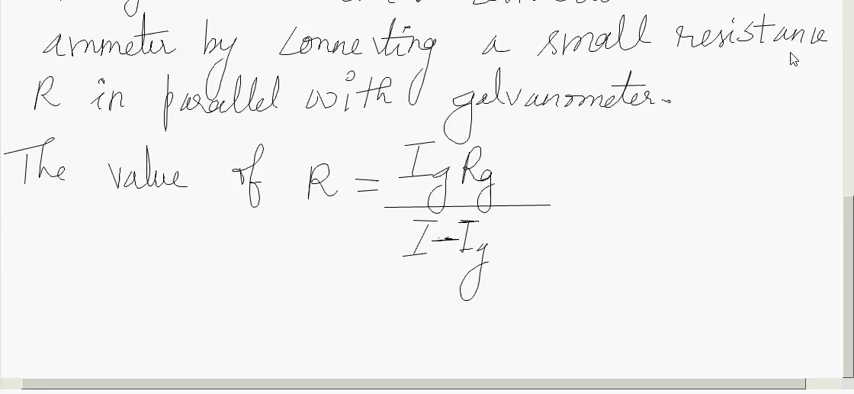 ammeter by connecting a small resistance
R in parallel with galvanometer.
The value of R = IgRg
I-Ig